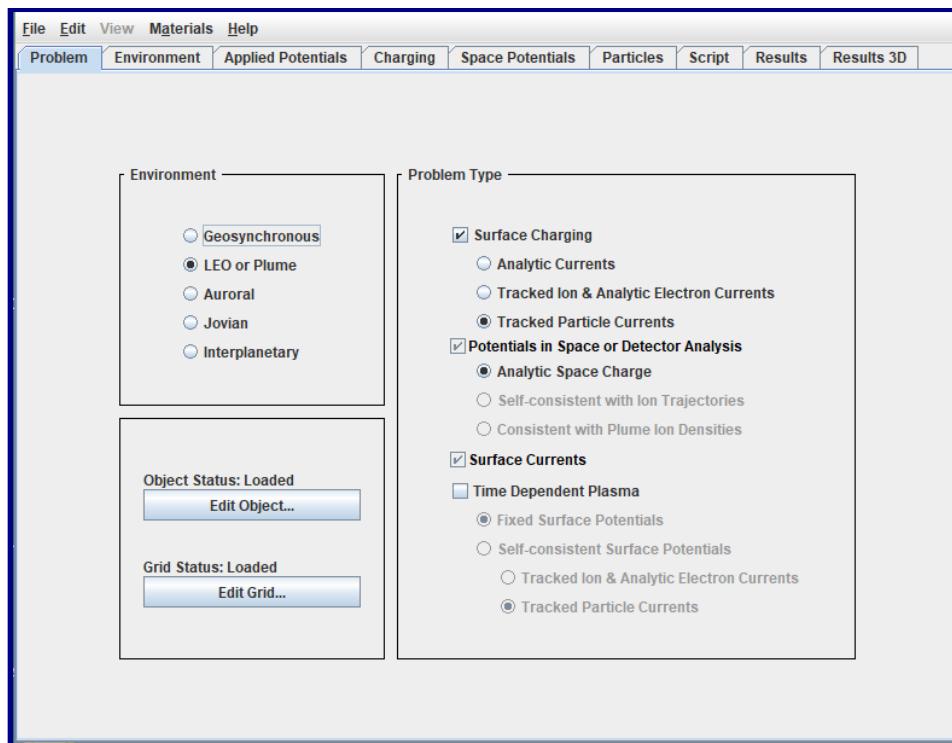 File Edit View Materials Help
Problem Environment Applied Potentials Charging Space Potentials Particles Script Results Results 3D
Environment
Geosynchronous
LEO or Plume
Auroral
Jovian
Interplanetary
Object Status: Loaded
Edit Object...
Grid Status: Loaded
Edit Grid...
Problem Type
Surface Charging
Analytic Currents
Tracked Ion & Analytic Electron Currents
Tracked Particle Currents
Potentials in Space or Detector Analysis
Analytic Space Charge
Self-consistent with Ion Trajectories
Consistent with Plume Ion Densities
Surface Currents
Time Dependent Plasma
Fixed Surface Potentials
Self-consistent Surface Potentials
Tracked Ion & Analytic Electron Currents
Tracked Particle Currents